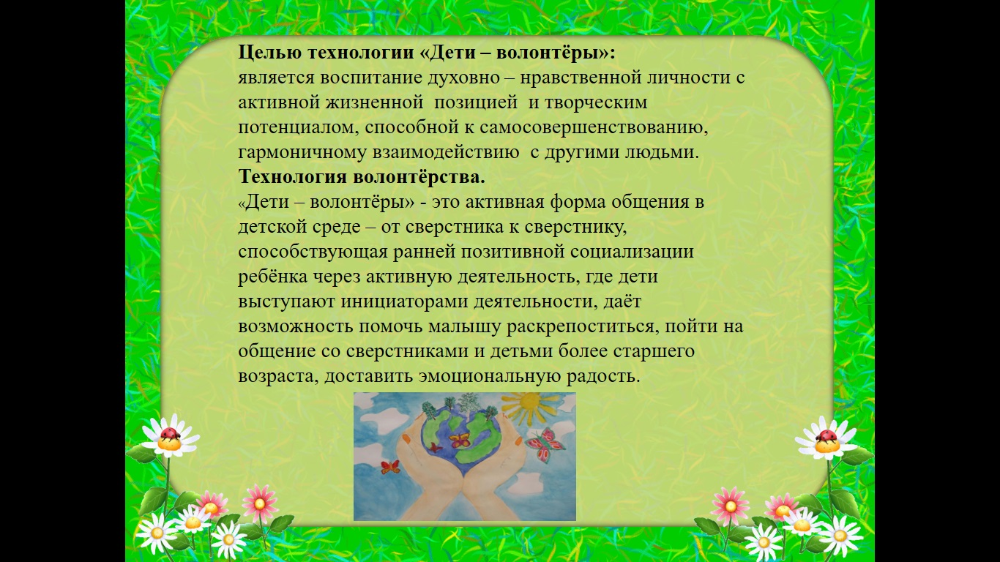 Целью технологии «Дети – волонтёры»:
является воспитание духовно – нравственной личности с
активной жизненной  позицией  и творческим
потенциалом, способной к самосовершенствованию,
гармоничному взаимодействию  с другими людьми.
Технология волонтёрства.
«Дети – волонтёры» - это активная форма общения в
детской среде – от сверстника к сверстнику,
способствующая ранней позитивной социализации
ребёнка через активную деятельность, где дети
выступают инициаторами деятельности, даёт
возможность помочь малышу раскрепоститься, пойти на
общение со сверстниками и детьми более старшего
возраста, доставить эмоциональную радость.